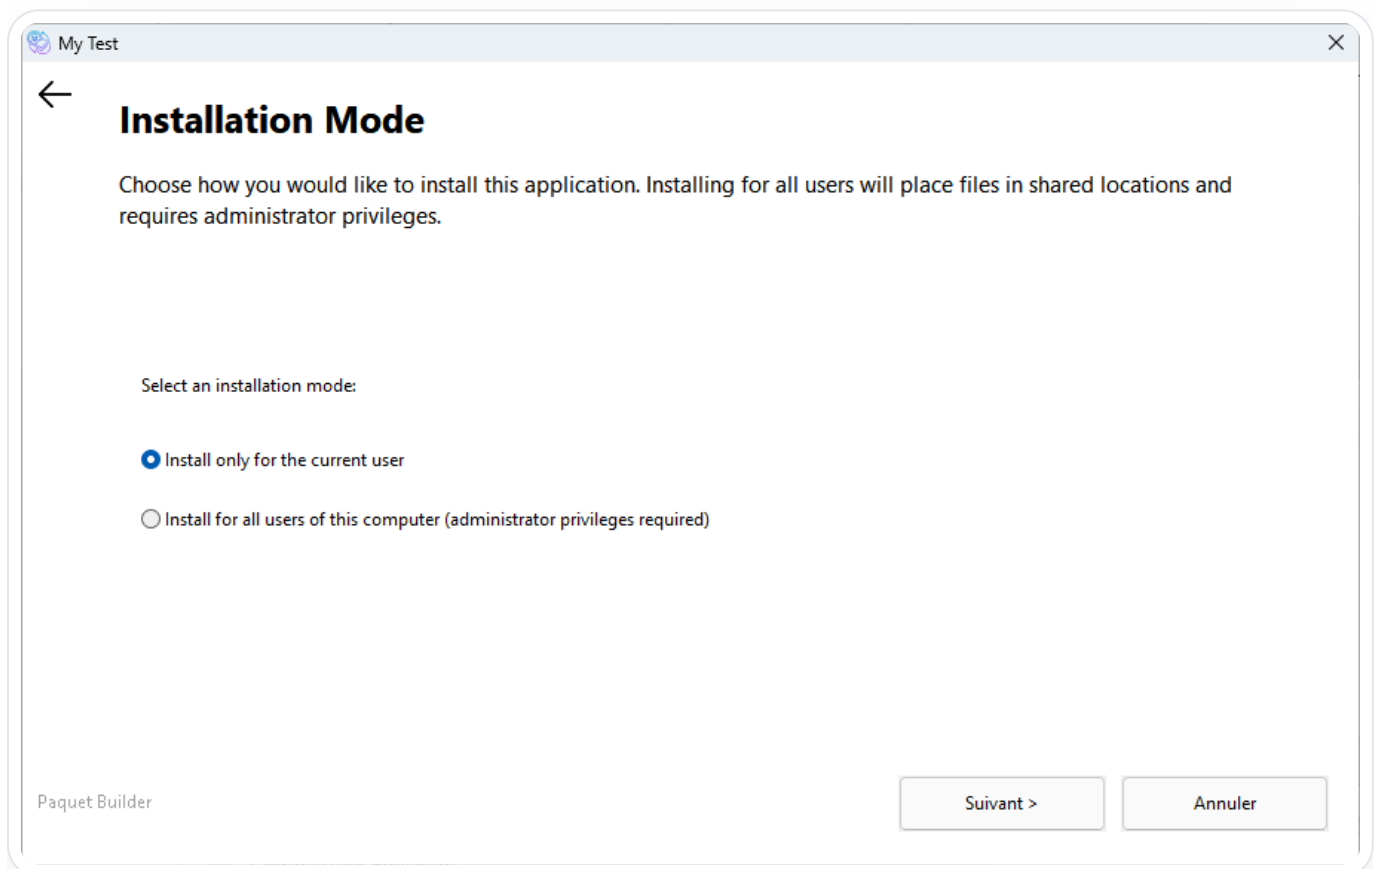 My Test
Installation Mode
Choose how you would like to install this application. Installing for all users will place files in shared locations and
requires administrator privileges.
Select an installation mode:
Install only for the current user
Install for all users of this computer (administrator privileges required)
Paquet Builder
Suivant >
Annuler